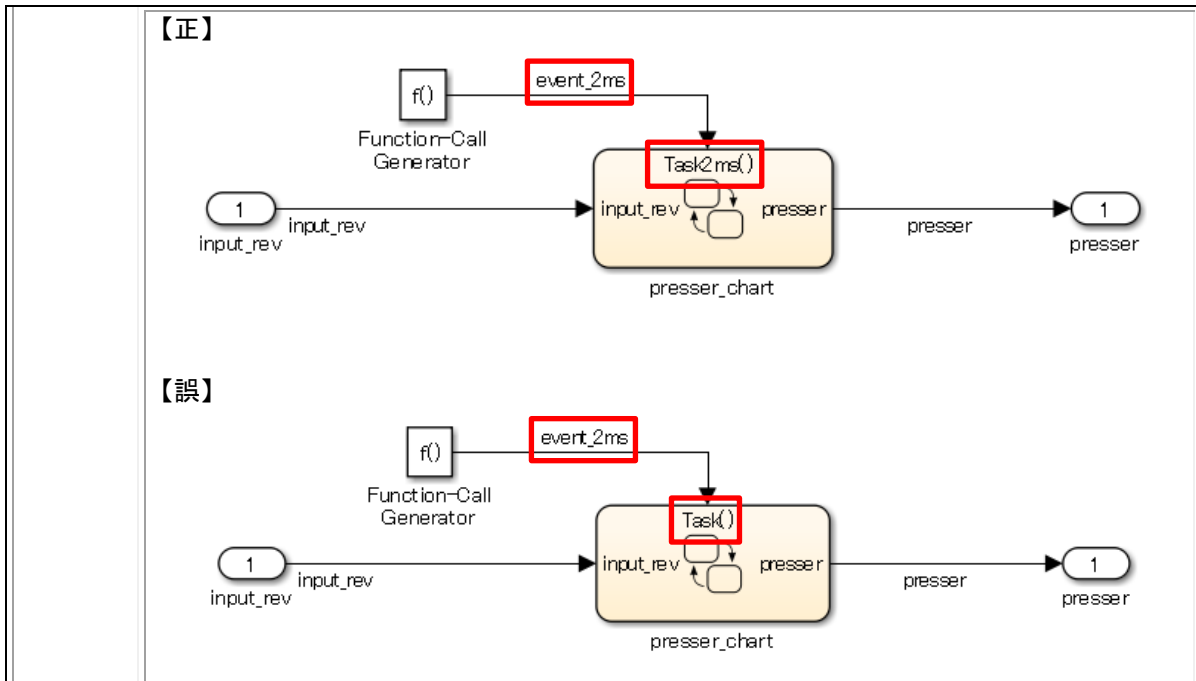 【正】
event_2ms
f()
Function-Call
Generator
Task2ms()
1
input_rev
input_rev
input_rev
presser
presser
1
presser
presser_chart
【誤】
event_2ms
f()
Function-Call
Generator
Task()
1
input_rev
input_rev
input_rev
presser
presser
1
presser
presser_chart